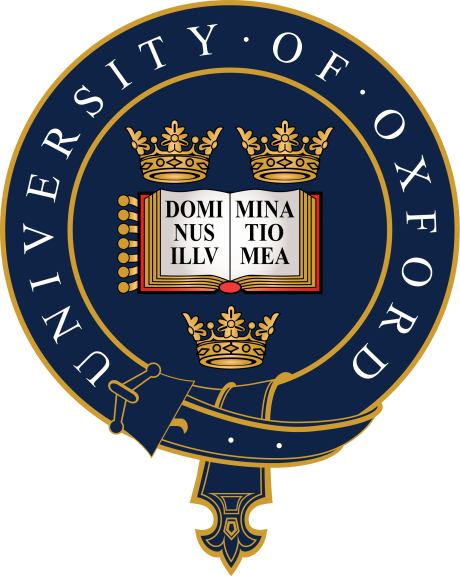 UNIVERSITY · OF · OXFORD
DOMI MINA
NUS TIO
ILLV MEA